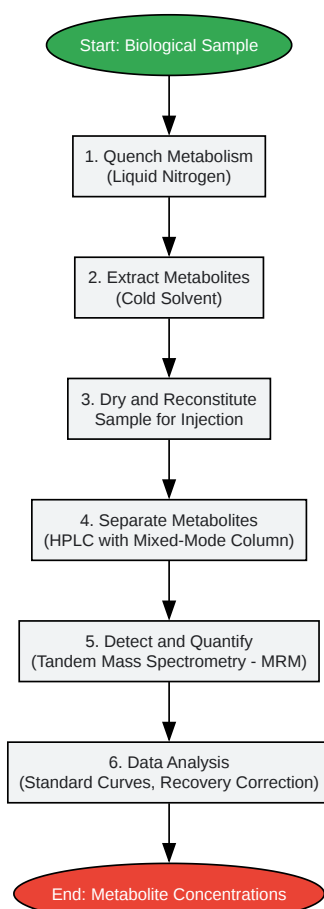 Start: Biological Sample
1. Quench Metabolism
(Liquid Nitrogen)
2. Extract Metabolites
(Cold Solvent)
3. Dry and Reconstitute
Sample for Injection
4. Separate Metabolites
(HPLC with Mixed-Mode Column)
5. Detect and Quantify
(Tandem Mass Spectrometry - MRM)
6. Data Analysis
(Standard Curves, Recovery Correction)
End: Metabolite Concentrations